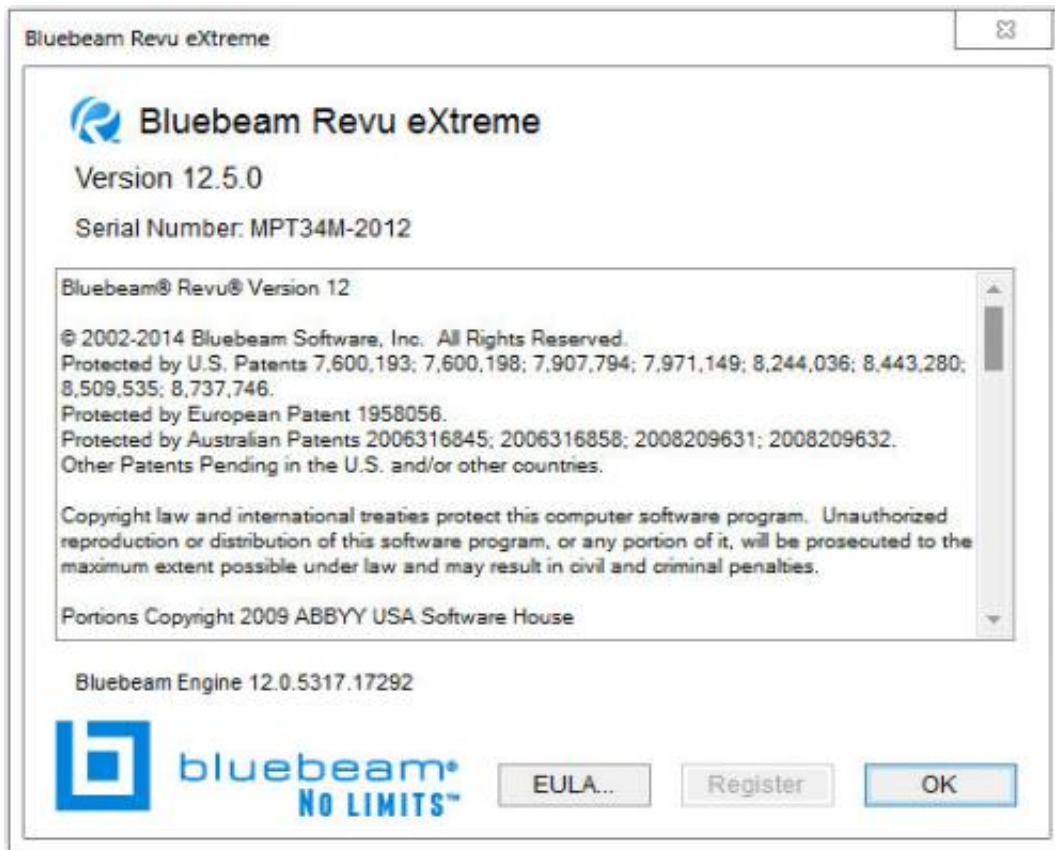 Bluebeam Revu eXtreme
Bluebeam Revu eXtreme
Version 12.5.0
Serial Number: MPT34M-2012
Bluebeam® Revu® Version 12
© 2002-2014 Bluebeam Software, Inc.  All Rights Reserved.
Protected by U.S. Patents 7,600,193; 7,600,198; 7,907,794; 7,971,149; 8,244,036; 8,443,280;
8,509,535; 8,737,746.
Protected by European Patent 1958056.
Protected by Australian Patents 2006316845; 2006316858; 2008209631; 2008209632.
Other Patents Pending in the U.S. and/or other countries.
Copyright law and international treaties protect this computer software program.  Unauthorized
reproduction or distribution of this software program, or any portion of it, will be prosecuted to the
maximum extent possible under law and may result in civil and criminal penalties.
Portions Copyright 2009 ABBYY USA Software House
Bluebeam Engine 12.0.5317.17292
bluebeam®
NO LIMITS™
EULA...
Register
OK